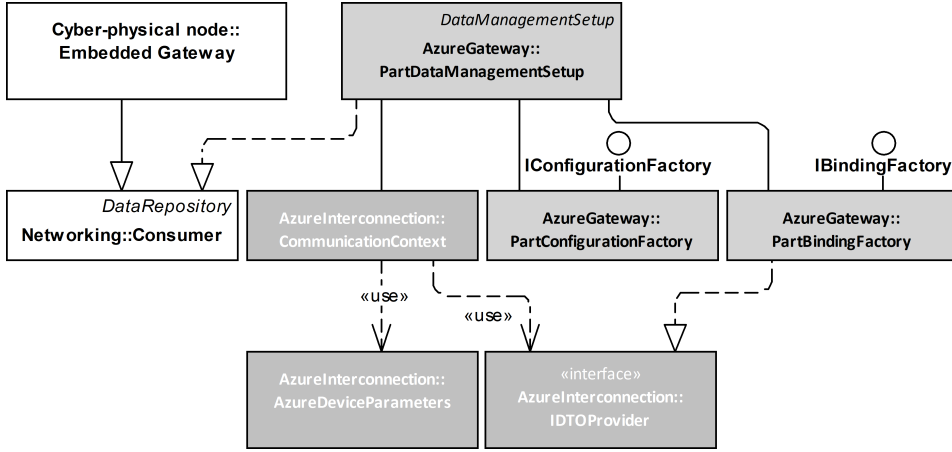 Cyber-physical node::
Embedded Gateway
DataManagementSetup
AzureGateway::
PartDataManagementSetup
IConfigurationFactory
IBindingFactory
DataRepository
Networking::Consumer
AzureInterconnection::
CommunicationContext
AzureGateway::
PartConfigurationFactory
AzureGateway::
PartBindingFactory
«use»
«use»
AzureInterconnection::
AzureDeviceParameters
«interface»
AzureInterconnection::
IDTOProvider